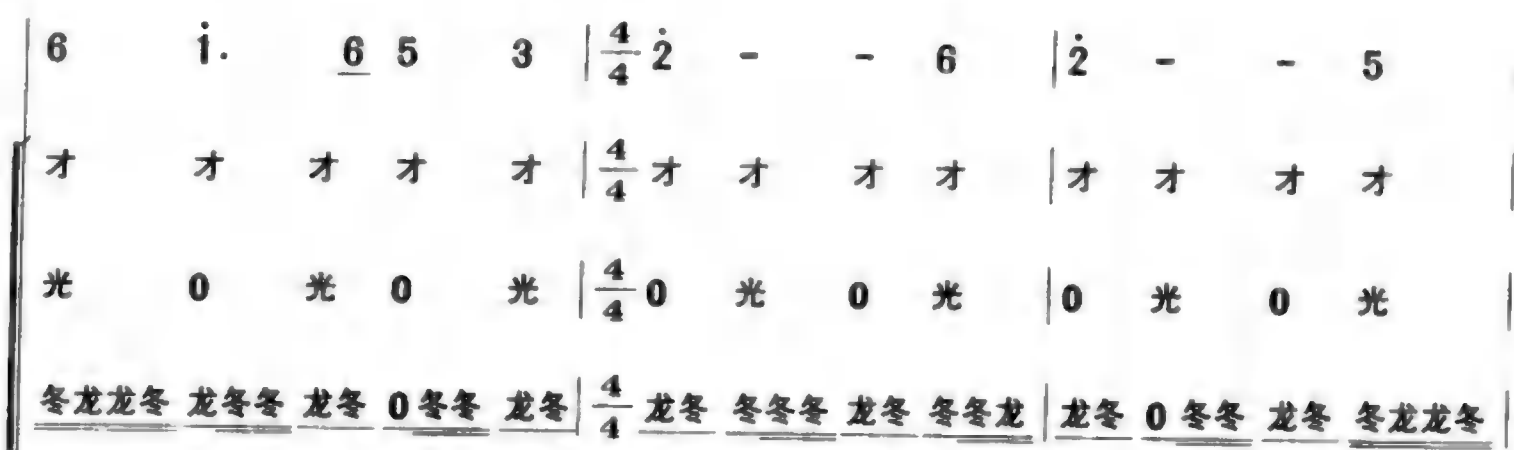 6 i̇. 6 5 3 | 4/4 2̇ - - 6 | 2̇ - - 5
才 才 才 才 才 | 4/4 才 才 才 才 | 才 才 才 才 |
光 0 光 0 光 | 4/4 0 光 0 光 | 0 光 0 光 |
冬龙龙冬 龙冬冬 龙冬 0冬冬 龙冬 | 4/4 龙冬 冬冬冬 龙冬 冬冬龙 | 龙冬 0冬冬 龙冬 冬龙龙冬 |